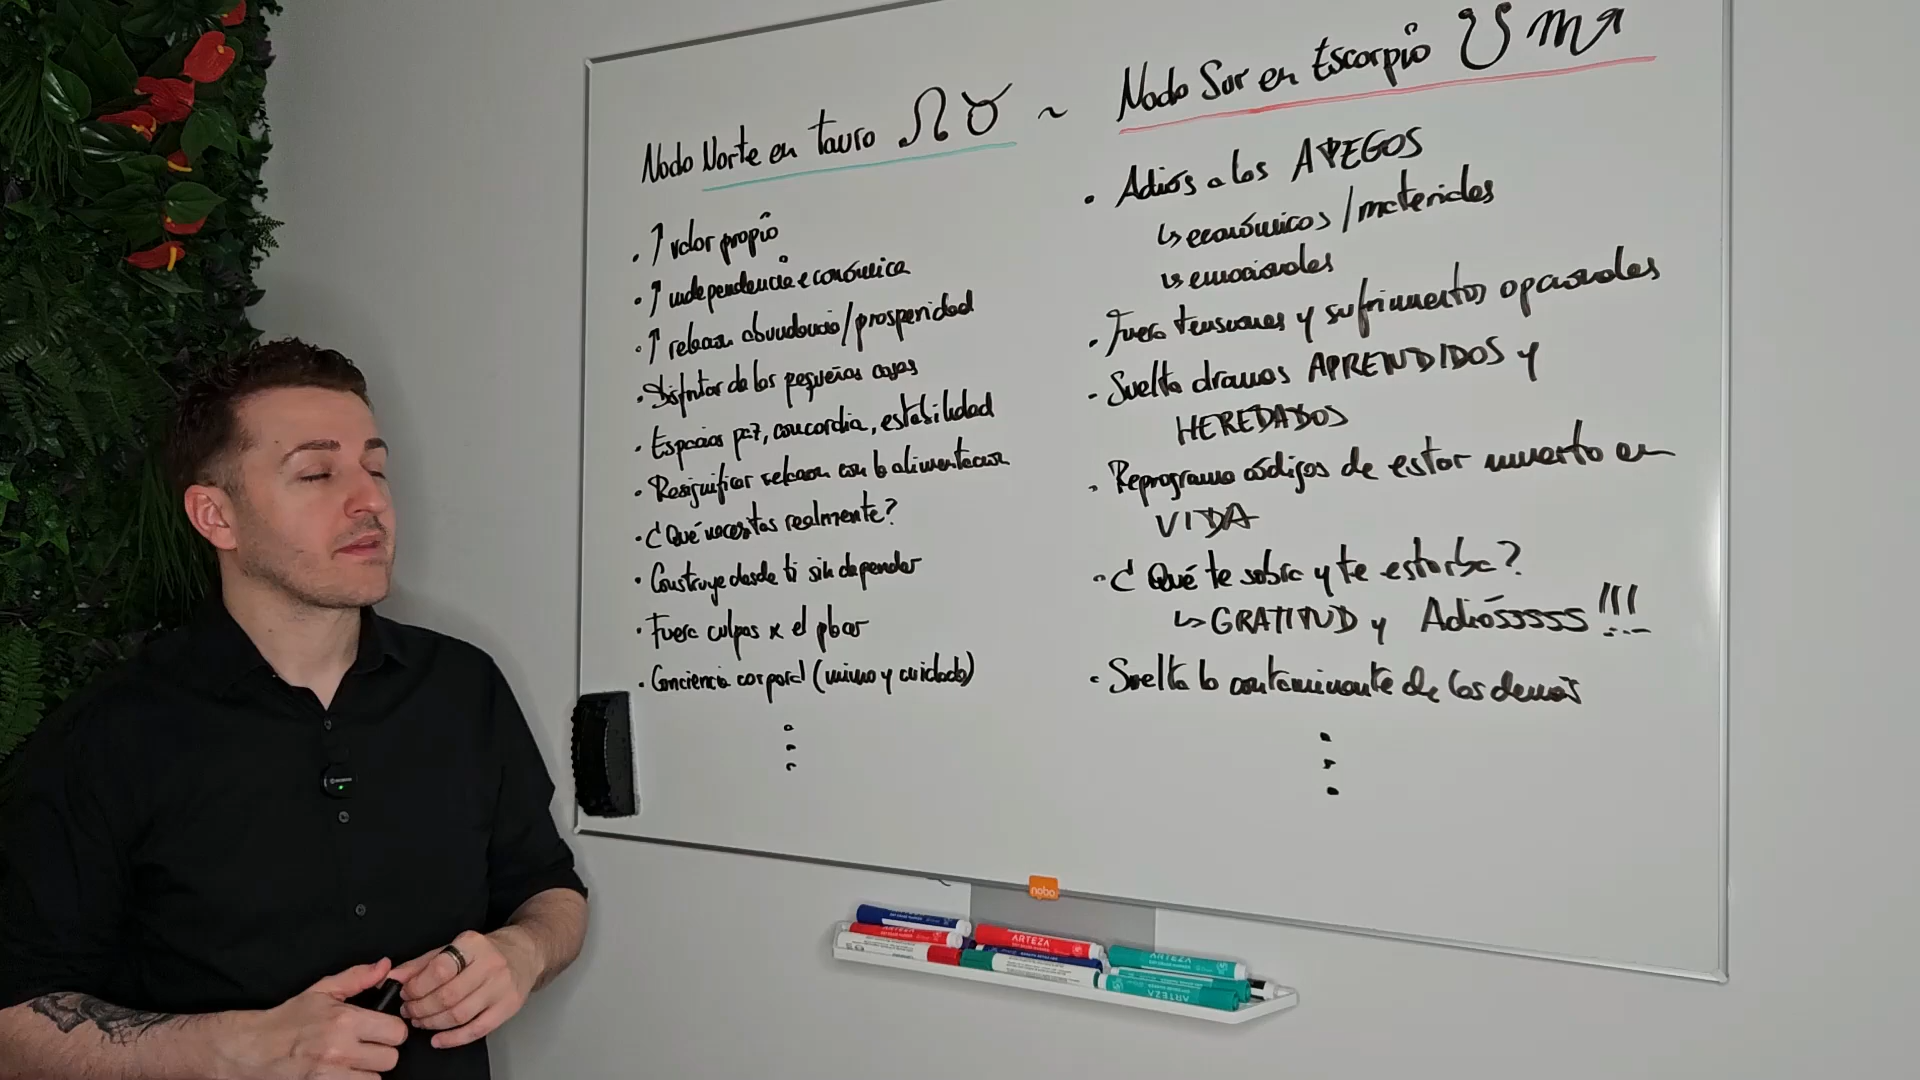 Nodo Norte en Tauro ☊ ♉ ~
· ↑ valor propio
· ↑ independencia económica
· ↑ relación abundancia/prosperidad
· Disfrutar de las pequeñas cosas
· Espacios paz, concordia, estabilidad
· Resignificar relación con la alimentación
· ¿Qué necesitas realmente?
· Construye desde ti sin depender
· Fuera culpas x el placer
· Conciencia corporal (mimo y cuidado)
Nodo Sur en Escorpio ☋ ♏
· Adiós a los APEGOS
↳ económicos/materiales
↳ emocionales
· Fuera tensiones y sufrimientos opcionales
· Suelta dramas APRENDIDOS y
HEREDADOS
· Reprograma códigos de estar muerto en
VIDA
· ¿Qué te sobra y te estorba?
↳ GRATITUD y Adiósssss!!!
· Suelta lo contaminante de los demás
nobo
ARTEZA
ARTEZA
ARTEZA